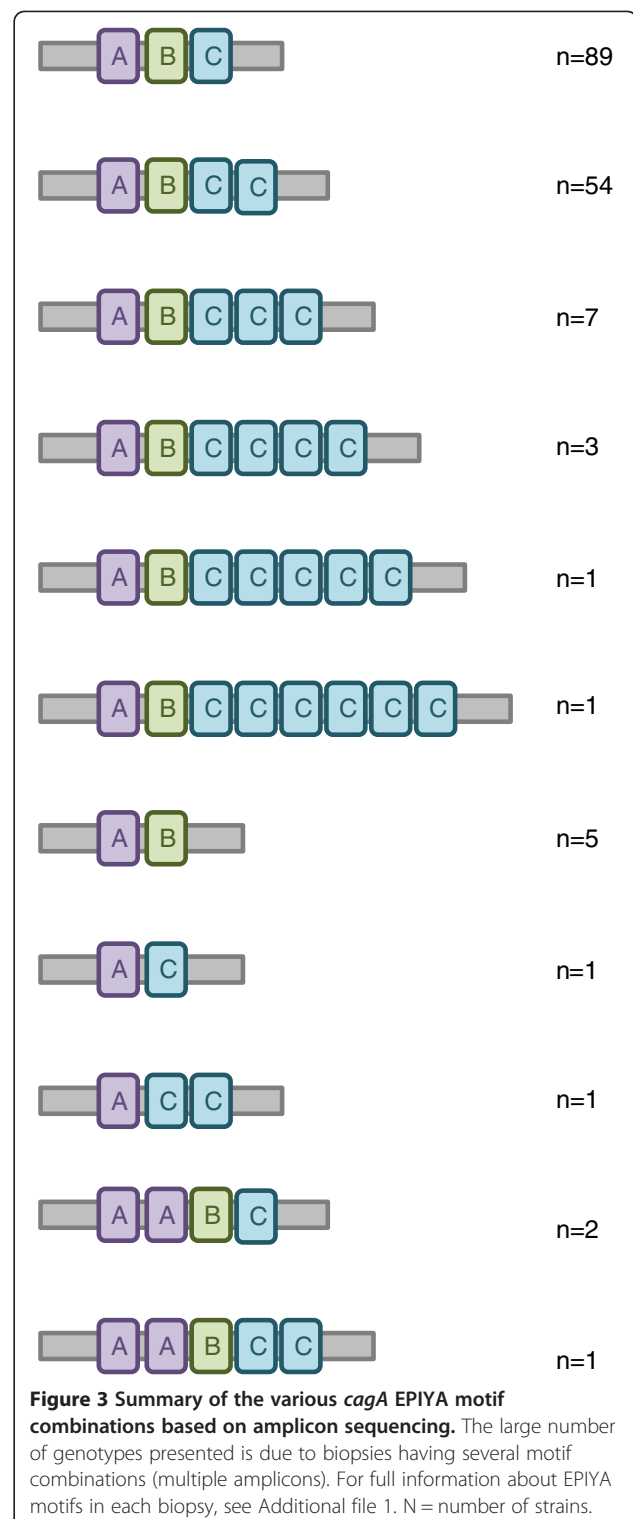 A B C n=89
A B C C n=54
A B C C C n=7
A B C C C C n=3
A B C C C C C n=1
A B C C C C C C n=1
A B n=5
A C n=1
A C C n=1
A A B C n=2
A A B C C n=1
Figure 3 Summary of the various cagA EPIYA motif
combinations based on amplicon sequencing. The large number
of genotypes presented is due to biopsies having several motif
combinations (multiple amplicons). For full information about EPIYA
motifs in each biopsy, see Additional file 1. N = number of strains.